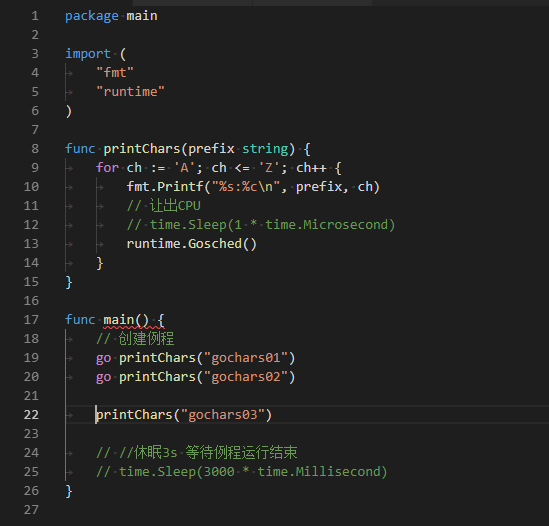 1 package main
2
3 import (
4 "fmt"
5 "runtime"
6 )
7
8 func printChars(prefix string) {
9 for ch := 'A'; ch <= 'Z'; ch++ {
10 fmt.Printf("%s:%c\n", prefix, ch)
11 // 让出CPU
12 // time.Sleep(1 * time.Microsecond)
13 runtime.Gosched()
14 }
15 }
16
17 func main() {
18 // 创建例程
19 go printChars("gochars01")
20 go printChars("gochars02")
21
22 printChars("gochars03")
23
24 // //休眠3s 等待例程运行结束
25 // time.Sleep(3000 * time.Millisecond)
26 }
27